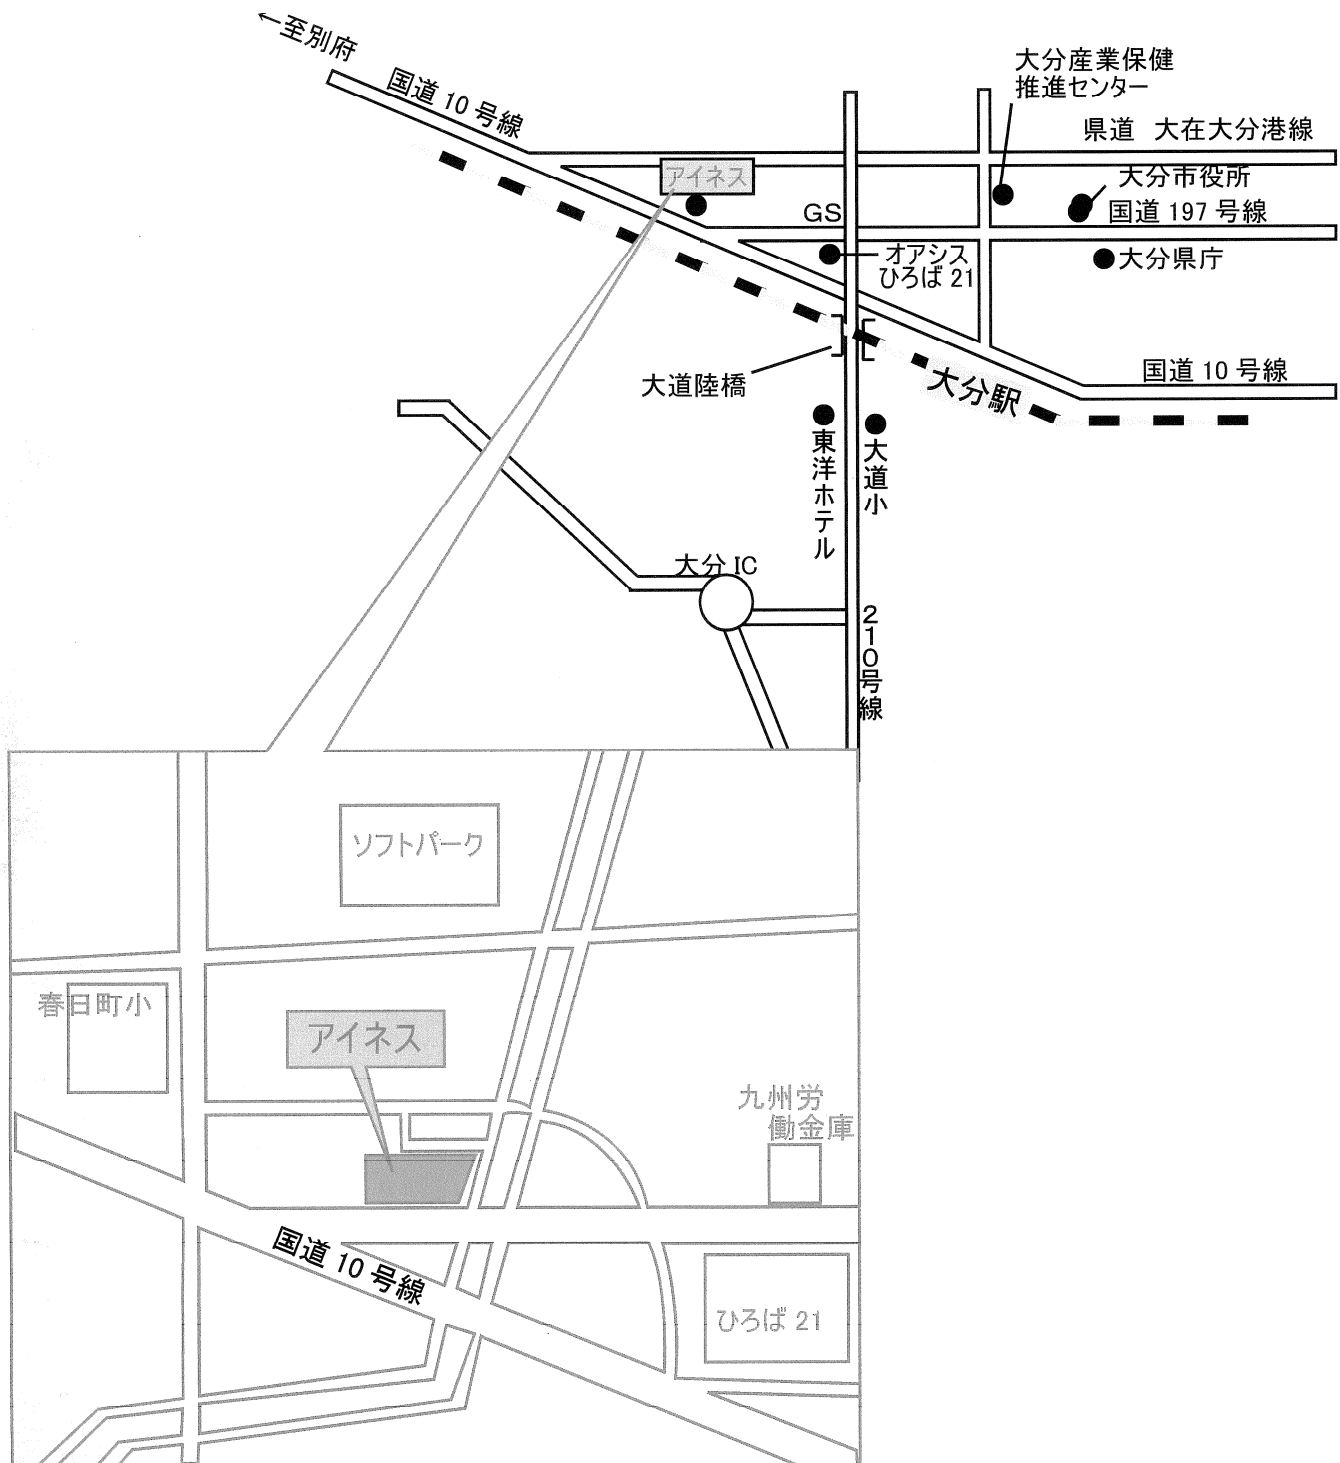 ←至別府
国道 10 号線
大分産業保健
推進センター
県道 大在大分港線
アイネス
大分市役所
GS
国道 197 号線
オアシス
ひろば 21
大分県庁
大道陸橋
国道 10 号線
大分駅
東洋ホテル
大道小
大分 IC
210号線
ソフトパーク
春日町小
アイネス
九州労
働金庫
国道 10 号線
ひろば 21